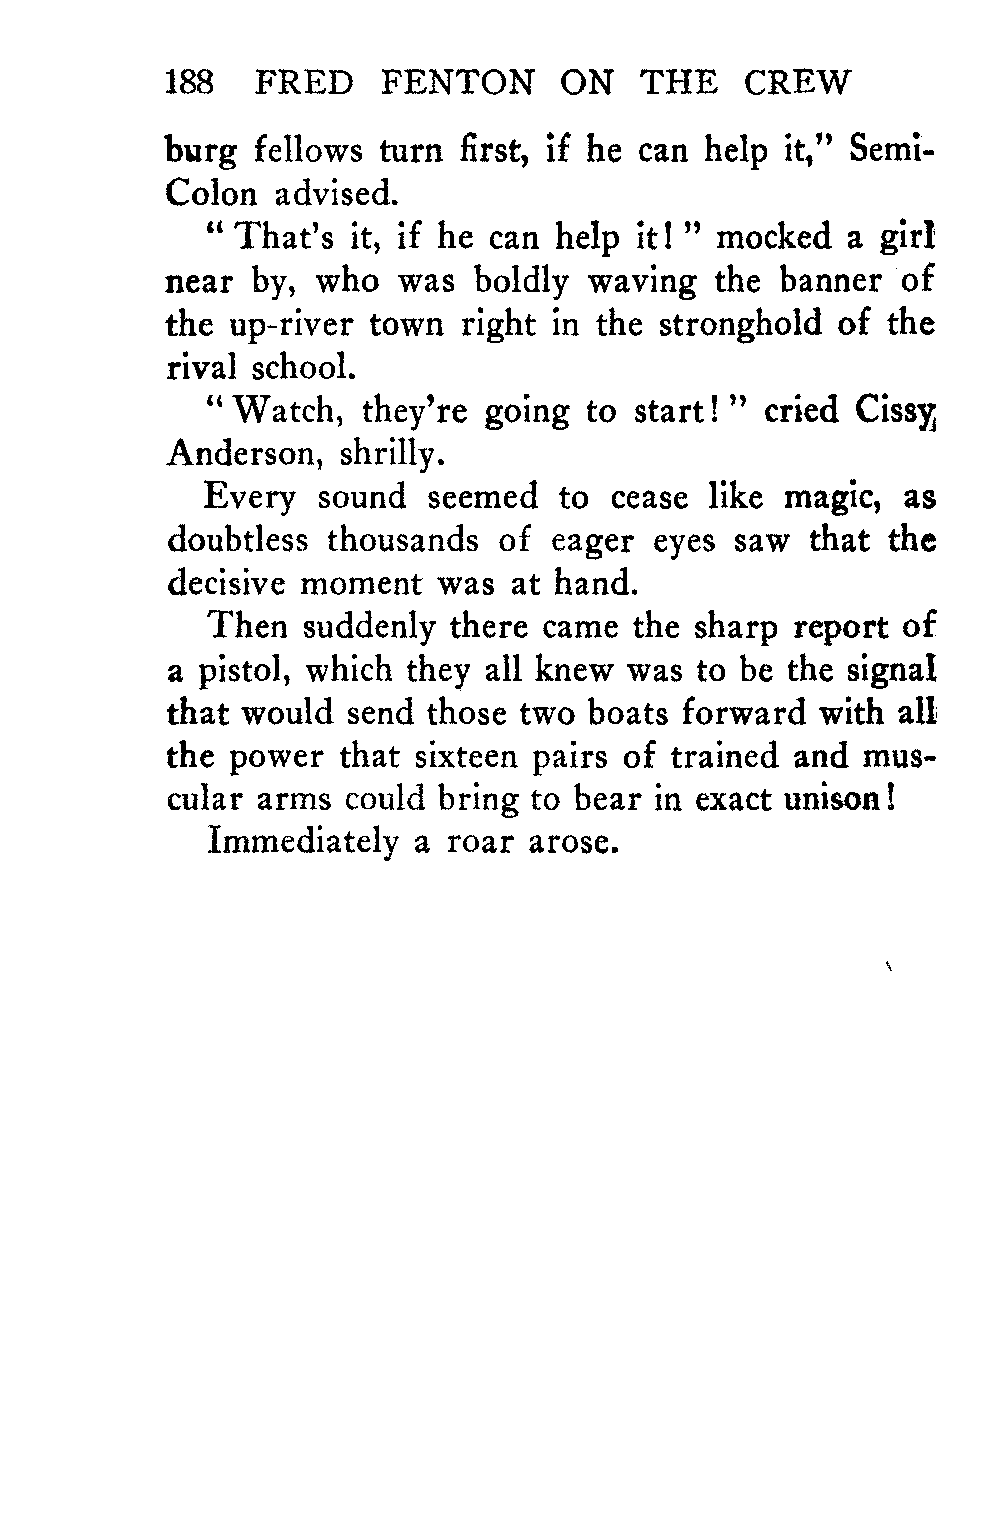 188 FRED FENTON ON THE CREW
burg fellows turn first, if he can help it," Semi-
Colon advised.
" That's it, if he can help it! " mocked a girl
near by, who was boldly waving the banner of
the up-river town right in the stronghold of the
rival school.
" Watch, they're going to start! " cried Cissy
Anderson, shrilly.
Every sound seemed to cease like magic, as
doubtless thousands of eager eyes saw that the
decisive moment was at hand.
Then suddenly there came the sharp report of
a pistol, which they all knew was to be the signal
that would send those two boats forward with all
the power that sixteen pairs of trained and mus-
cular arms could bring to bear in exact unison!
Immediately a roar arose.